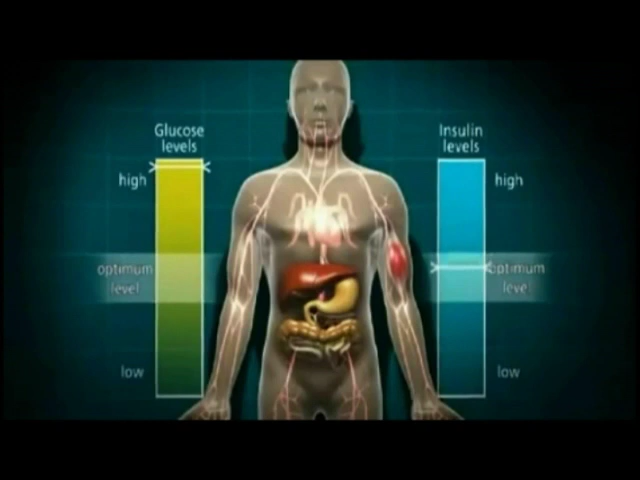 Glucose
levels
high
optimum
level
low
Insulin
levels
high
optimum
level
low